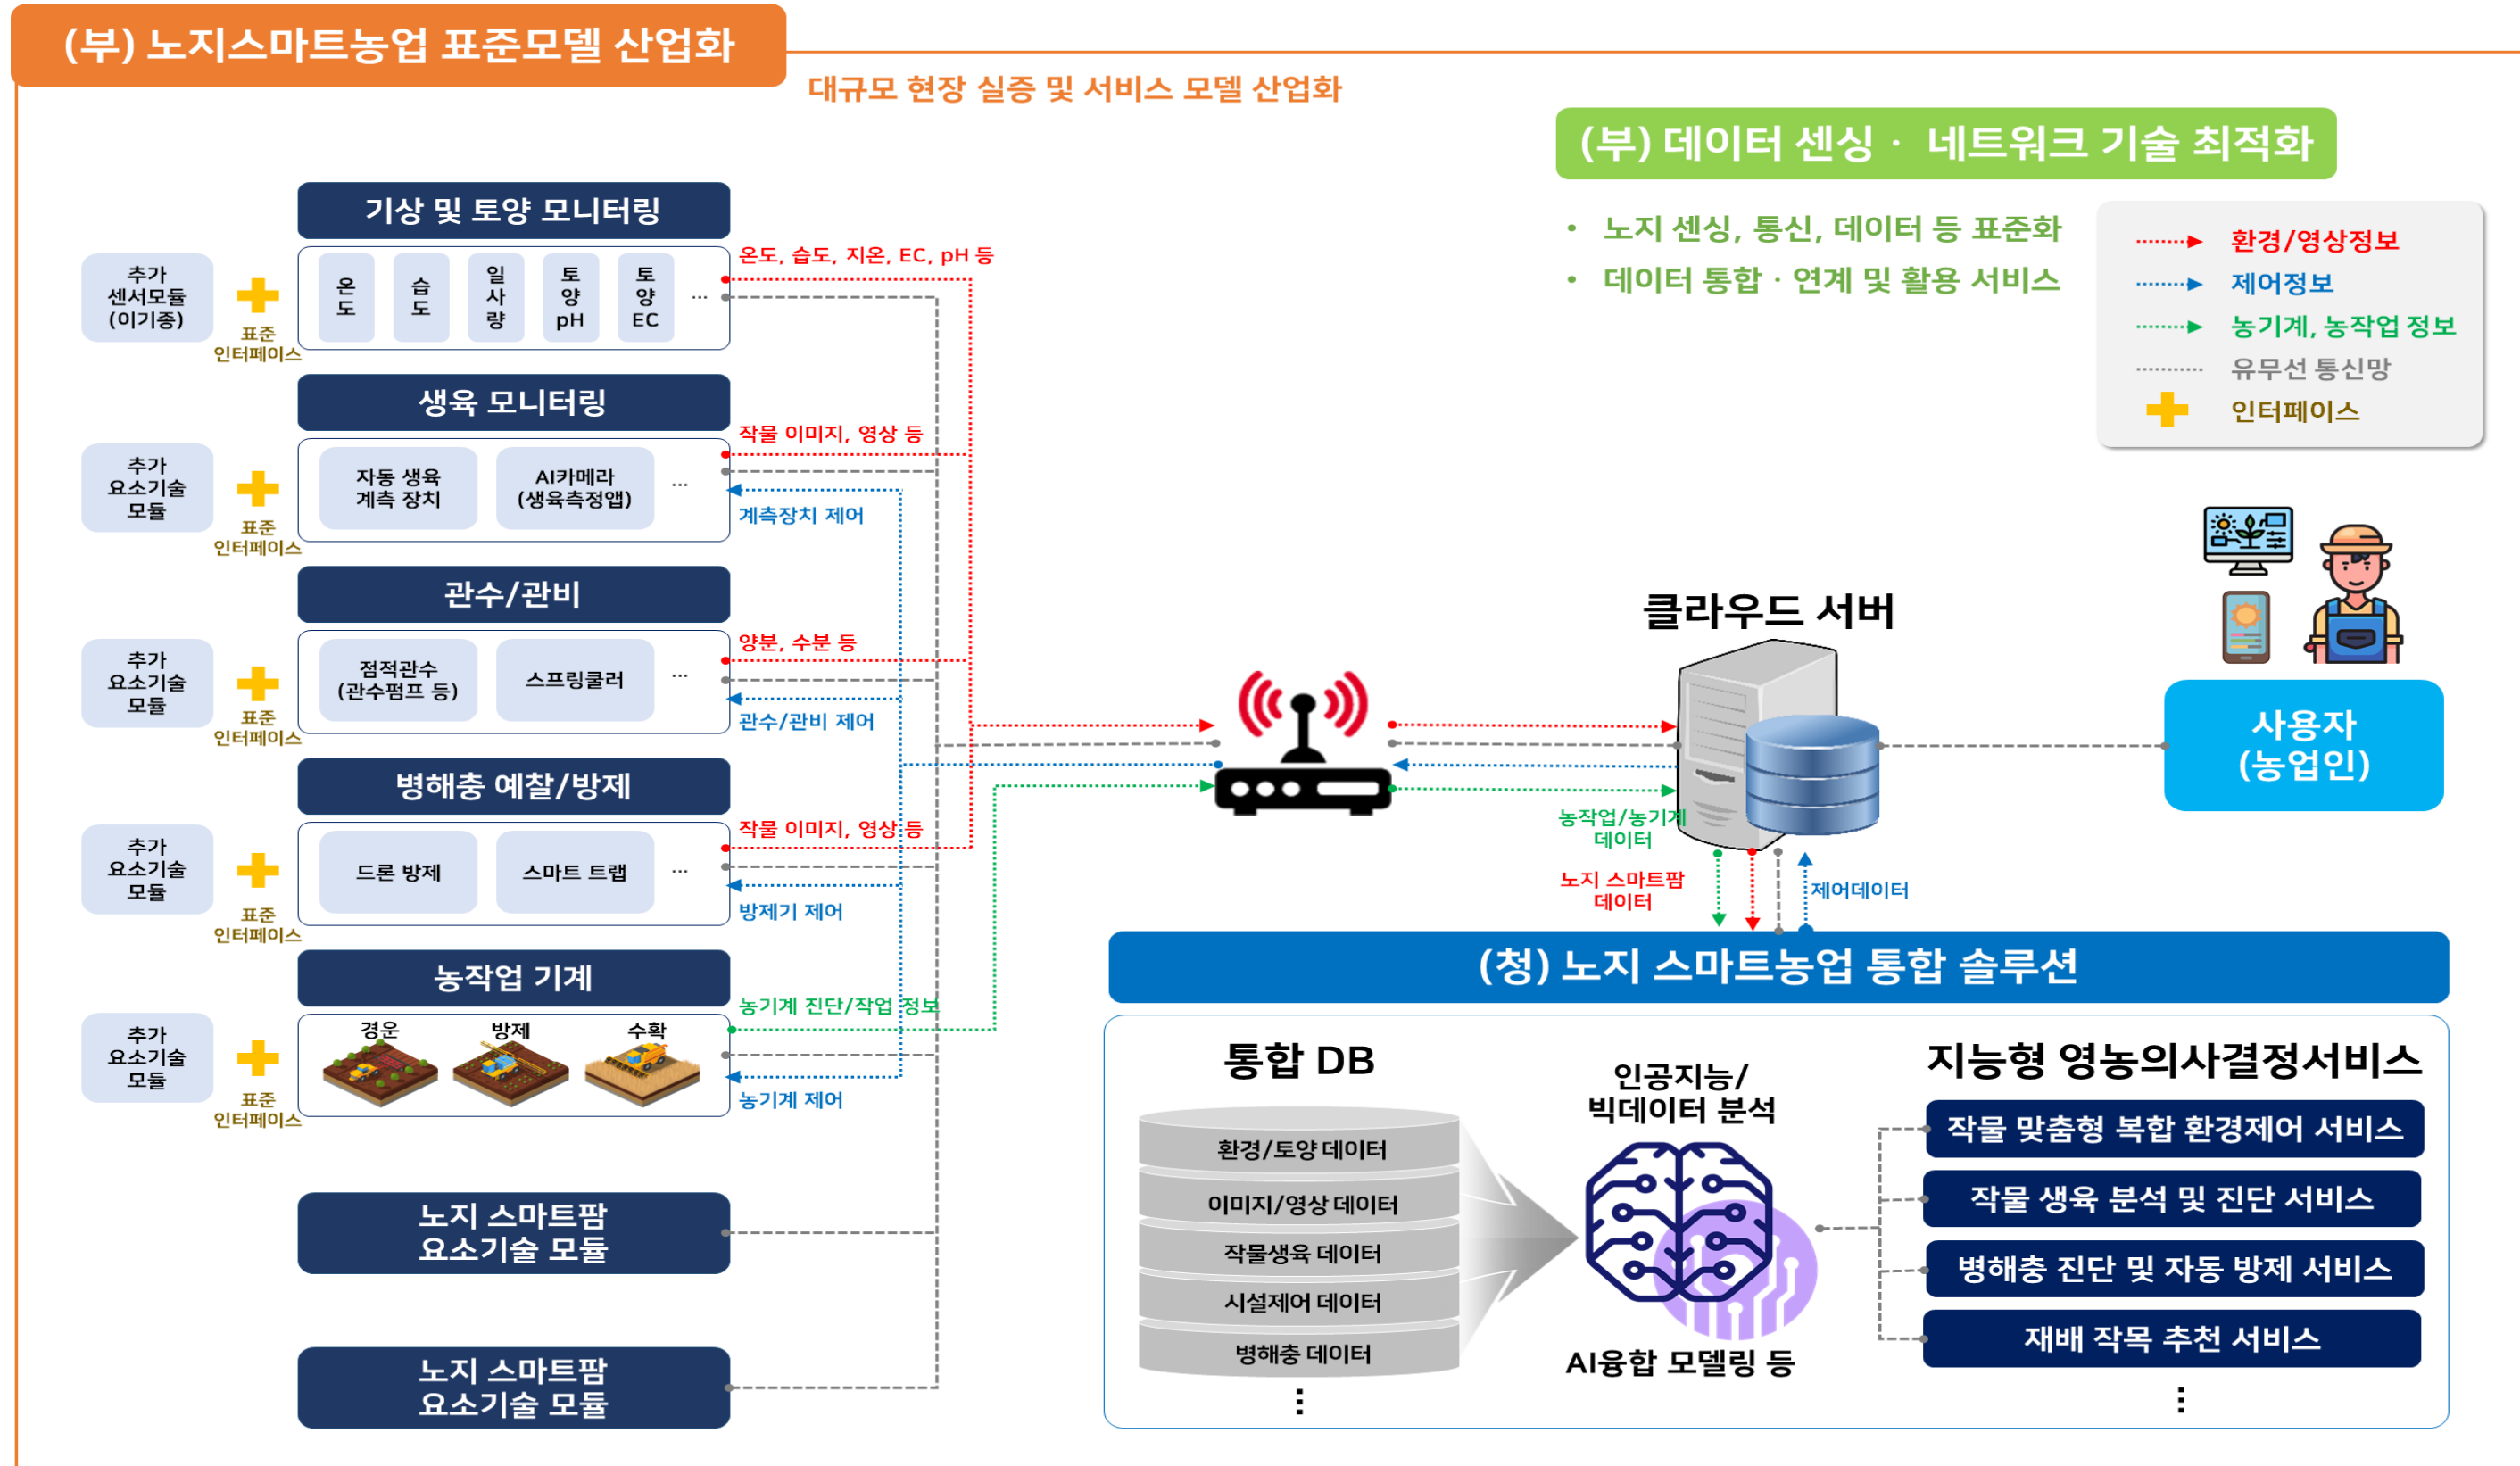 (부) 노지스마트농업 표준모델 산업화
대규모 현장 실증 및 서비스 모델 산업화
(부) 데이터 센싱 · 네트워크 기술 최적화
• 노지 센싱, 통신, 데이터 등 표준화
• 데이터 통합 · 연계 및 활용 서비스
환경/영상정보
제어정보
농기계, 농작업 정보
유무선 통신망
인터페이스
기상 및 토양 모니터링
추가
센서모듈
(이기종)
표준
인터페이스
온
도
습
도
일
사
량
토
양
pH
토
양
EC
...
온도, 습도, 지온, EC, pH 등
생육 모니터링
추가
요소기술
모듈
표준
인터페이스
자동 생육
계측 장치
AI카메라
(생육측정앱)
...
작물 이미지, 영상 등
계측장치 제어
관수/관비
추가
요소기술
모듈
표준
인터페이스
점적관수
(관수펌프 등)
스프링쿨러
...
양분, 수분 등
관수/관비 제어
병해충 예찰/방제
추가
요소기술
모듈
표준
인터페이스
드론 방제
스마트 트랩
...
작물 이미지, 영상 등
방제기 제어
농작업 기계
추가
요소기술
모듈
표준
인터페이스
경운
방제
수확
농기계 진단/작업 정보
농기계 제어
노지 스마트팜
요소기술 모듈
노지 스마트팜
요소기술 모듈
클라우드 서버
사용자
(농업인)
농작업/농기계
데이터
노지 스마트팜
데이터
제어데이터
(청) 노지 스마트농업 통합 솔루션
통합 DB
환경/토양 데이터
이미지/영상 데이터
작물생육 데이터
시설제어 데이터
병해충 데이터
⋮
인공지능/
빅데이터 분석
AI융합 모델링 등
지능형 영농의사결정서비스
작물 맞춤형 복합 환경제어 서비스
작물 생육 분석 및 진단 서비스
병해충 진단 및 자동 방제 서비스
재배 작목 추천 서비스
⋮